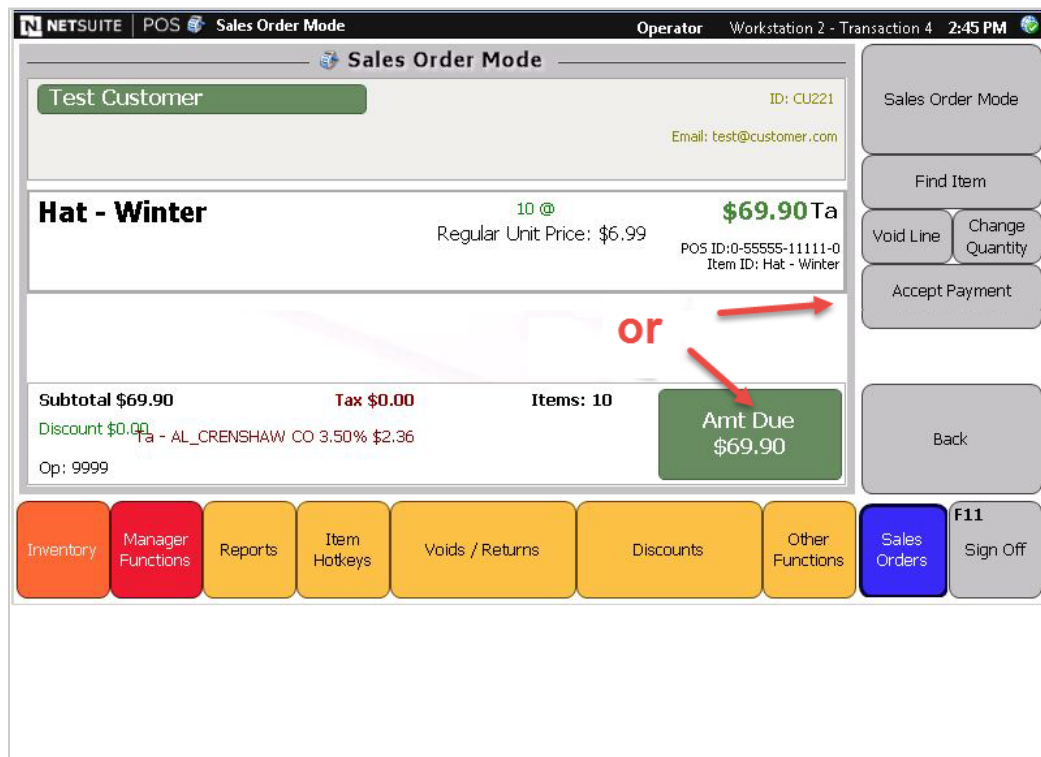 NETSUITE POS Sales Order Mode Operator Workstation 2 - Transaction 4 2:45 PM
Sales Order Mode
Test Customer
ID: CU221
Email: test@customer.com
Hat - Winter
10 @
Regular Unit Price: $6.99
$69.90 Ta
POS ID:0-55555-11111-0
Item ID: Hat - Winter
or
Subtotal $69.90 Tax $0.00 Items: 10
Discount $0.00
Ta - AL_CRENSHAW CO 3.50% $2.36
Op: 9999
Amt Due
$69.90
Sales Order Mode
Find Item
Void Line
Change
Quantity
Accept Payment
Back
Inventory
Manager
Functions
Reports
Item
Hotkeys
Voids / Returns
Discounts
Other
Functions
Sales
Orders
F11
Sign Off